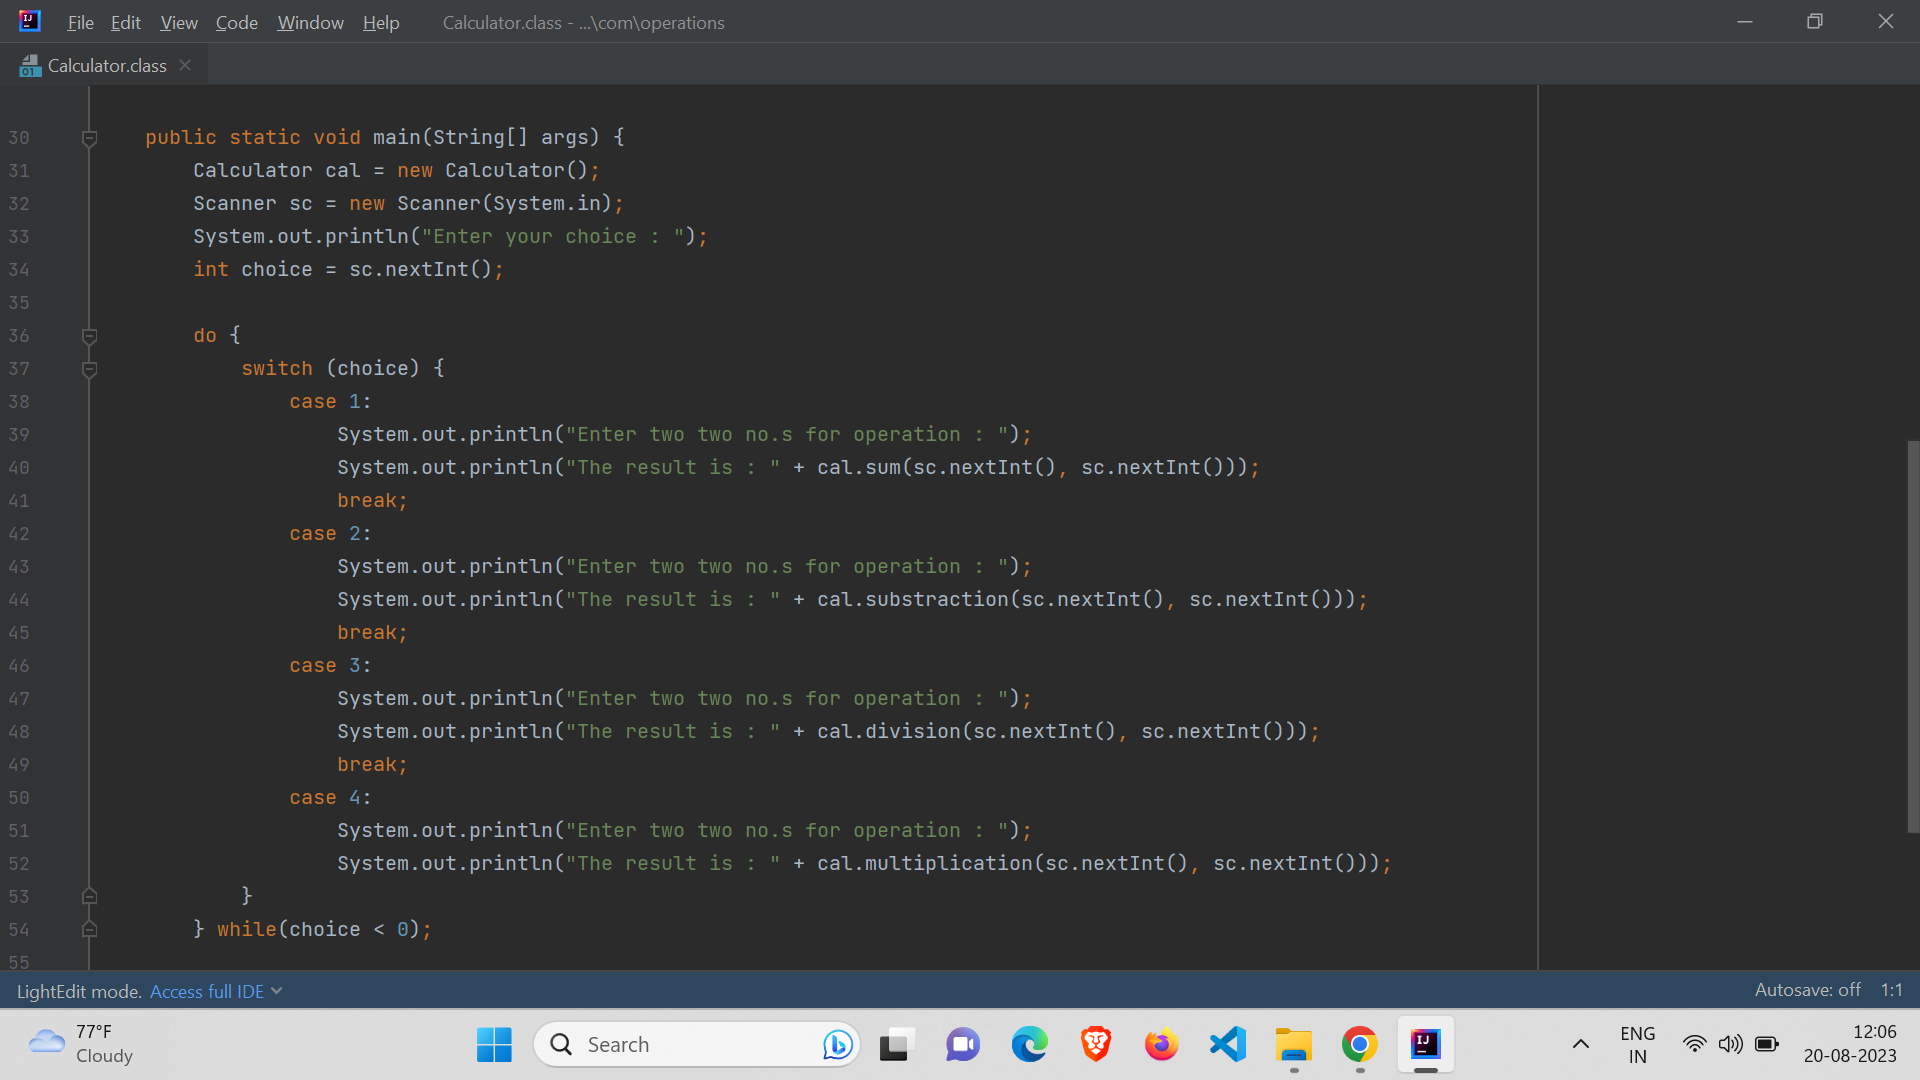 IJ File Edit View Code Window Help Calculator.class - ...\com\operations
Calculator.class
30 public static void main(String[] args) {
31 Calculator cal = new Calculator();
32 Scanner sc = new Scanner(System.in);
33 System.out.println("Enter your choice : ");
34 int choice = sc.nextInt();
35
36 do {
37 switch (choice) {
38 case 1:
39 System.out.println("Enter two two no.s for operation : ");
40 System.out.println("The result is : " + cal.sum(sc.nextInt(), sc.nextInt()));
41 break;
42 case 2:
43 System.out.println("Enter two two no.s for operation : ");
44 System.out.println("The result is : " + cal.substraction(sc.nextInt(), sc.nextInt()));
45 break;
46 case 3:
47 System.out.println("Enter two two no.s for operation : ");
48 System.out.println("The result is : " + cal.division(sc.nextInt(), sc.nextInt()));
49 break;
50 case 4:
51 System.out.println("Enter two two no.s for operation : ");
52 System.out.println("The result is : " + cal.multiplication(sc.nextInt(), sc.nextInt()));
53 }
54 } while(choice < 0);
55
LightEdit mode. Access full IDE Autosave: off 1:1
77°F
Cloudy
Search
IJ
ENG
IN
12:06
20-08-2023